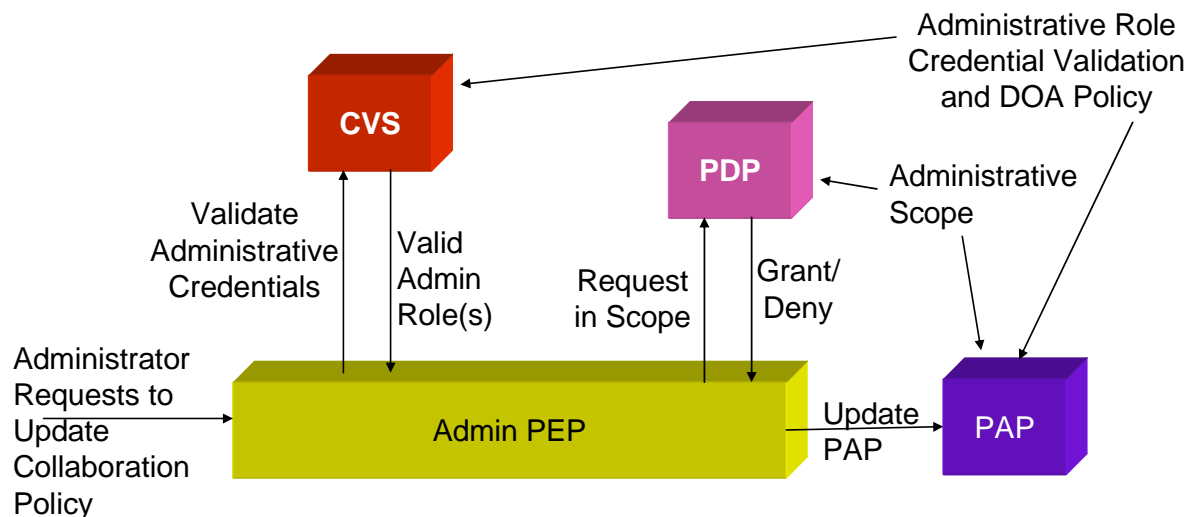 Administrative Role
Credential Validation
and DOA Policy
CVS
PDP
Administrative
Scope
Validate
Administrative
Credentials
Valid
Admin
Role(s)
Request
in Scope
Grant/
Deny
Administrator
Requests to
Update
Collaboration
Policy
Admin PEP
Update
PAP
PAP